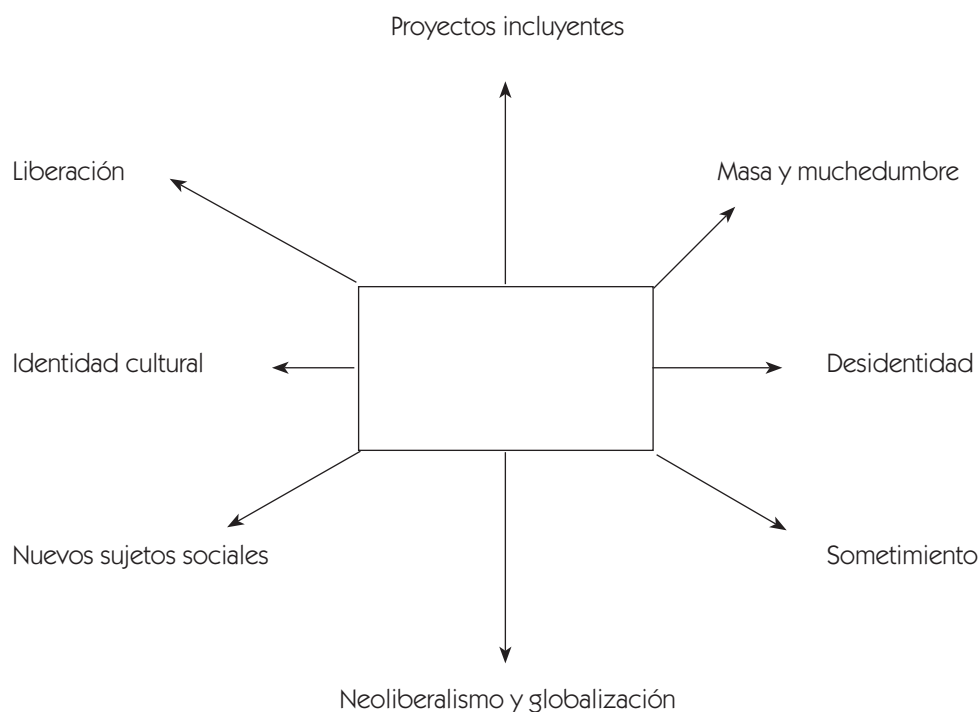 Proyectos incluyentes
Liberación
Masa y muchedumbre
Identidad cultural
Desidentidad
Nuevos sujetos sociales
Sometimiento
Neoliberalismo y globalización